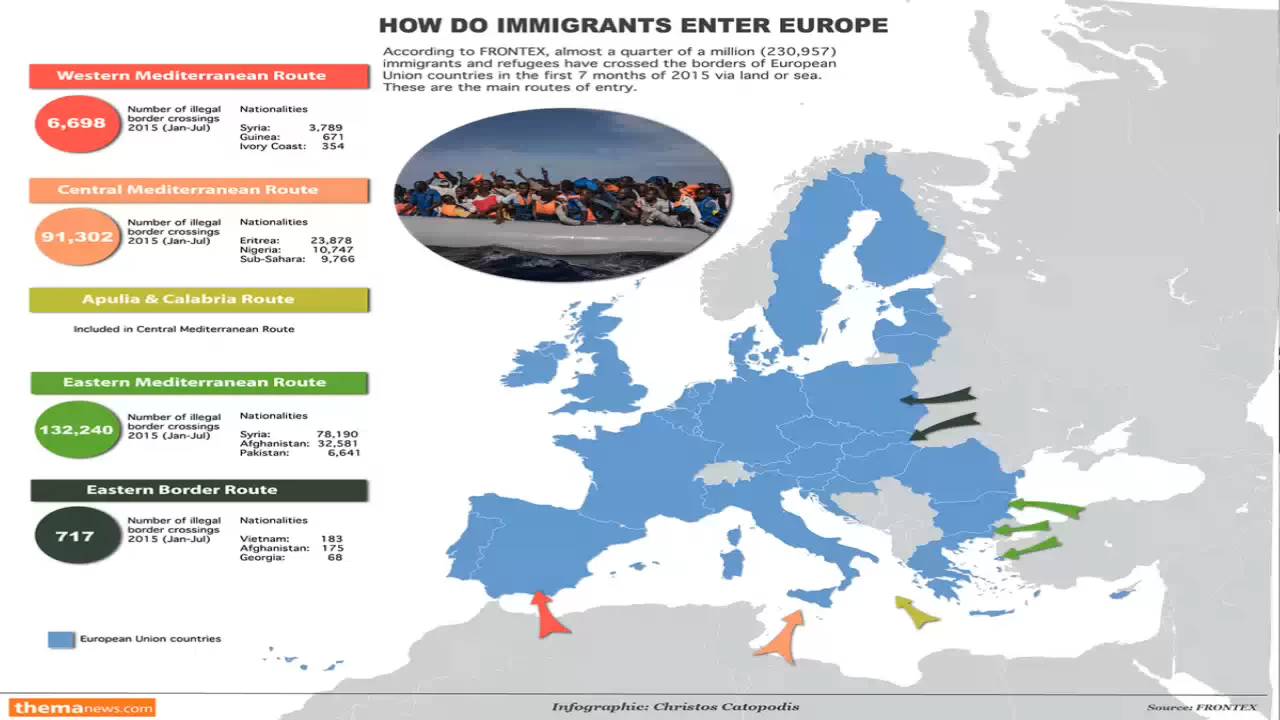 HOW DO IMMIGRANTS ENTER EUROPE
According to FRONTEX, almost a quarter of a million (230,957)
immigrants and refugees have crossed the borders of European
Union countries in the first 7 months of 2015 via land or sea.
These are the main routes of entry.
Western Mediterranean Route
6,698
Number of illegal
border crossings
2015 (Jan-Jul)
Nationalities
Syria: 3,789
Guinea: 671
Ivory Coast: 354
Central Mediterranean Route
91,302
Number of illegal
border crossings
2015 (Jan-Jul)
Nationalities
Eritrea: 23,878
Nigeria: 10,747
Sub-Sahara: 9,766
Apulia & Calabria Route
Included in Central Mediterranean Route
Eastern Mediterranean Route
132,240
Number of illegal
border crossings
2015 (Jan-Jul)
Nationalities
Syria: 78,190
Afghanistan: 32,581
Pakistan: 6,641
Eastern Border Route
717
Number of illegal
border crossings
2015 (Jan-Jul)
Nationalities
Vietnam: 183
Afghanistan: 175
Georgia: 68
European Union countries
themanews.com
Infographic: Christos Catopodis
Source: FRONTEX